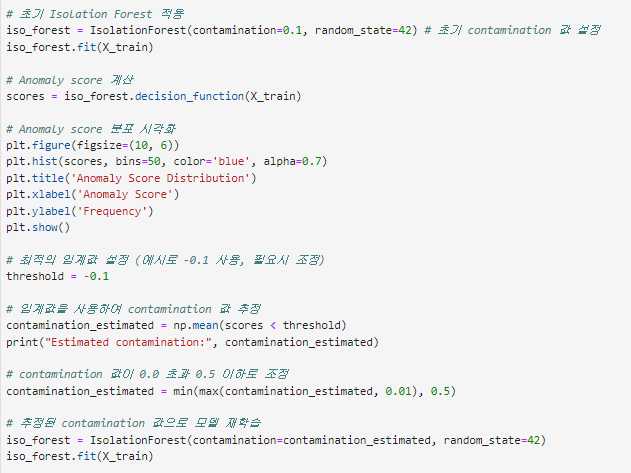 # 초기 Isolation Forest 적용
iso_forest = IsolationForest(contamination=0.1, random_state=42) # 초기 contamination 값 설정
iso_forest.fit(X_train)
# Anomaly score 계산
scores = iso_forest.decision_function(X_train)
# Anomaly score 분포 시각화
plt.figure(figsize=(10, 6))
plt.hist(scores, bins=50, color='blue', alpha=0.7)
plt.title('Anomaly Score Distribution')
plt.xlabel('Anomaly Score')
plt.ylabel('Frequency')
plt.show()
# 최적의 임계값 설정 (예시로 -0.1 사용, 필요시 조정)
threshold = -0.1
# 임계값을 사용하여 contamination 값 추정
contamination_estimated = np.mean(scores < threshold)
print("Estimated contamination:", contamination_estimated)
# contamination 값이 0.0 초과 0.5 이하로 조정
contamination_estimated = min(max(contamination_estimated, 0.01), 0.5)
# 추정된 contamination 값으로 모델 재학습
iso_forest = IsolationForest(contamination=contamination_estimated, random_state=42)
iso_forest.fit(X_train)